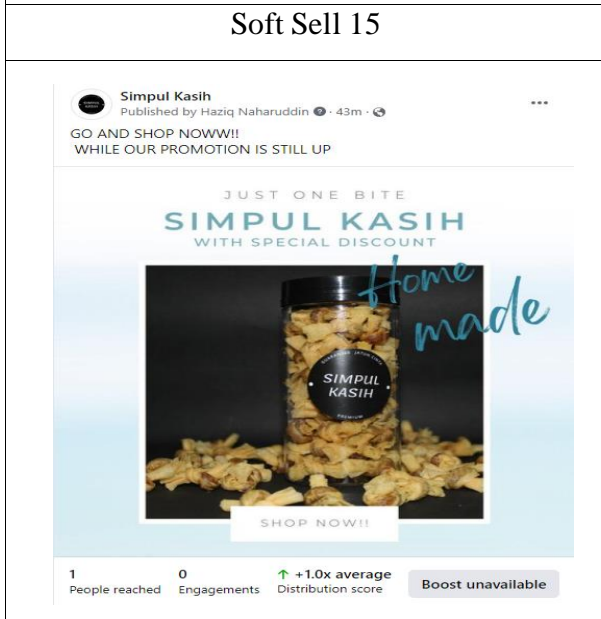 Soft Sell 15
Simpul Kasih
Published by Haziq Naharuddin · 43m ·
GO AND SHOP NOWW!!
WHILE OUR PROMOTION IS STILL UP
JUST ONE BITE
SIMPUL KASIH
WITH SPECIAL DISCOUNT
Home
made
SIMPUL
KASIH
PREMIUM
SHOP NOW!!
1
People reached
0
Engagements
+1.0x average
Distribution score
Boost unavailable